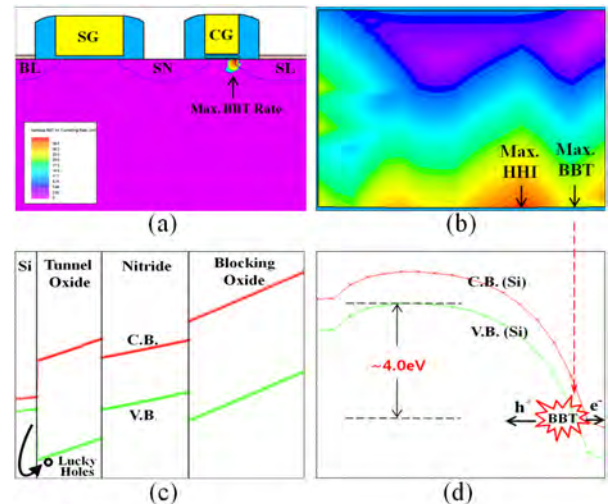 SG
CG
BL
SN
SL
Max. BBT Rate
(a)
Max.
HHI
Max.
BBT
(b)
Si
Tunnel
Oxide
Nitride
Blocking
Oxide
C.B.
V.B.
Lucky
Holes
(c)
C.B. (Si)
V.B. (Si)
~4.0eV
h+
BBT
e-
(d)